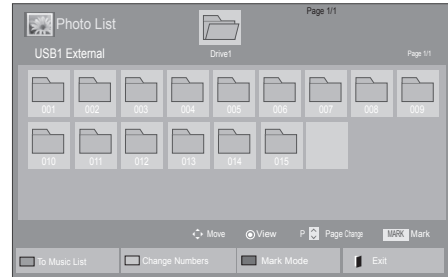 Page 1/1
Photo List
USB1 External
Drive1
Page 1/1
001 002 003 004 005 006 007 008 009
010 011 012 013 014 015
Move View P Page Change MARK Mark
To Music List Change Numbers Mark Mode Exit